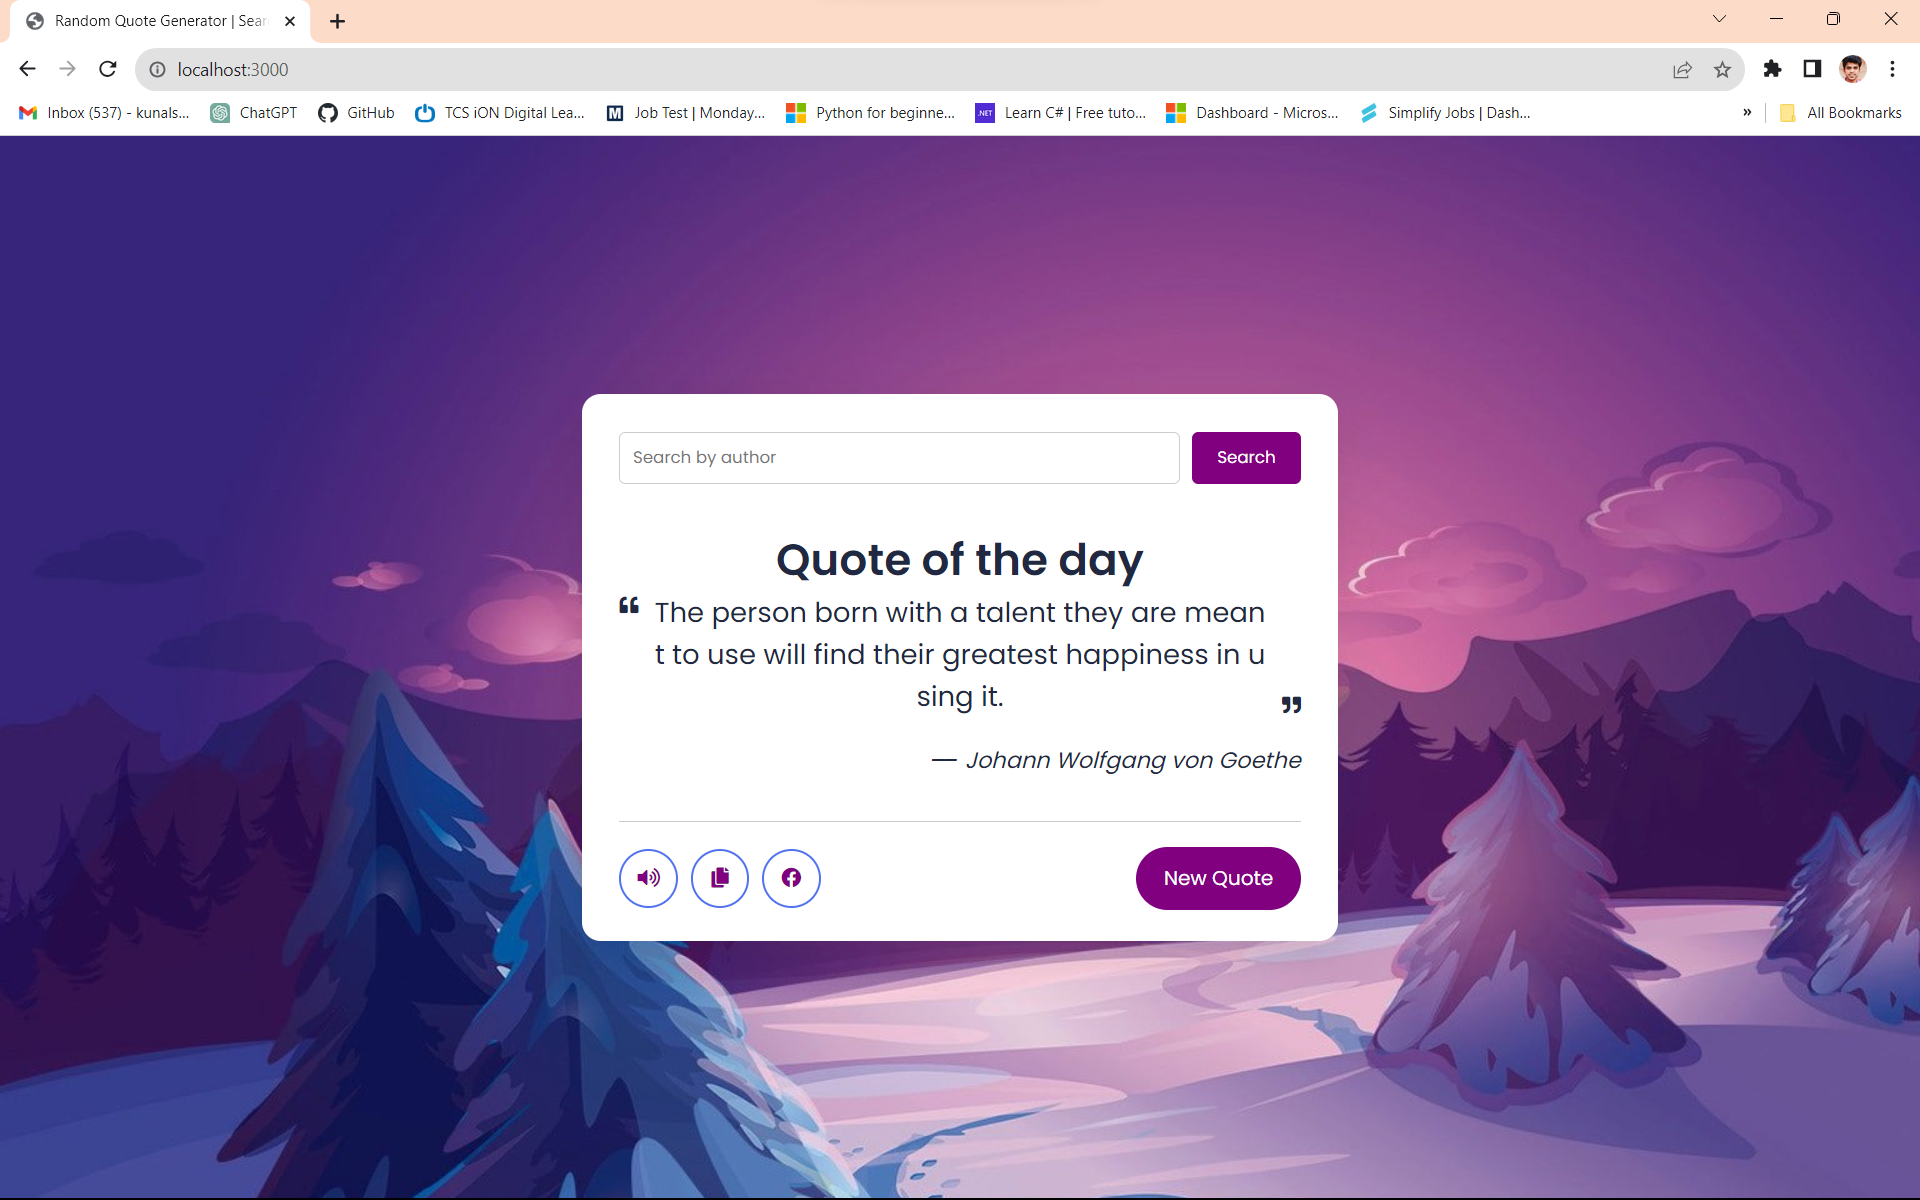 Random Quote Generator | Sear
localhost:3000
Inbox (537) - kunals... ChatGPT GitHub TCS iON Digital Lea... M Job Test | Monday... Python for beginne... .NET Learn C# | Free tuto... Dashboard - Micros... Simplify Jobs | Dash... » All Bookmarks
Search by author Search
Quote of the day
“ The person born with a talent they are mean
t to use will find their greatest happiness in u
sing it. ”
— Johann Wolfgang von Goethe
New Quote